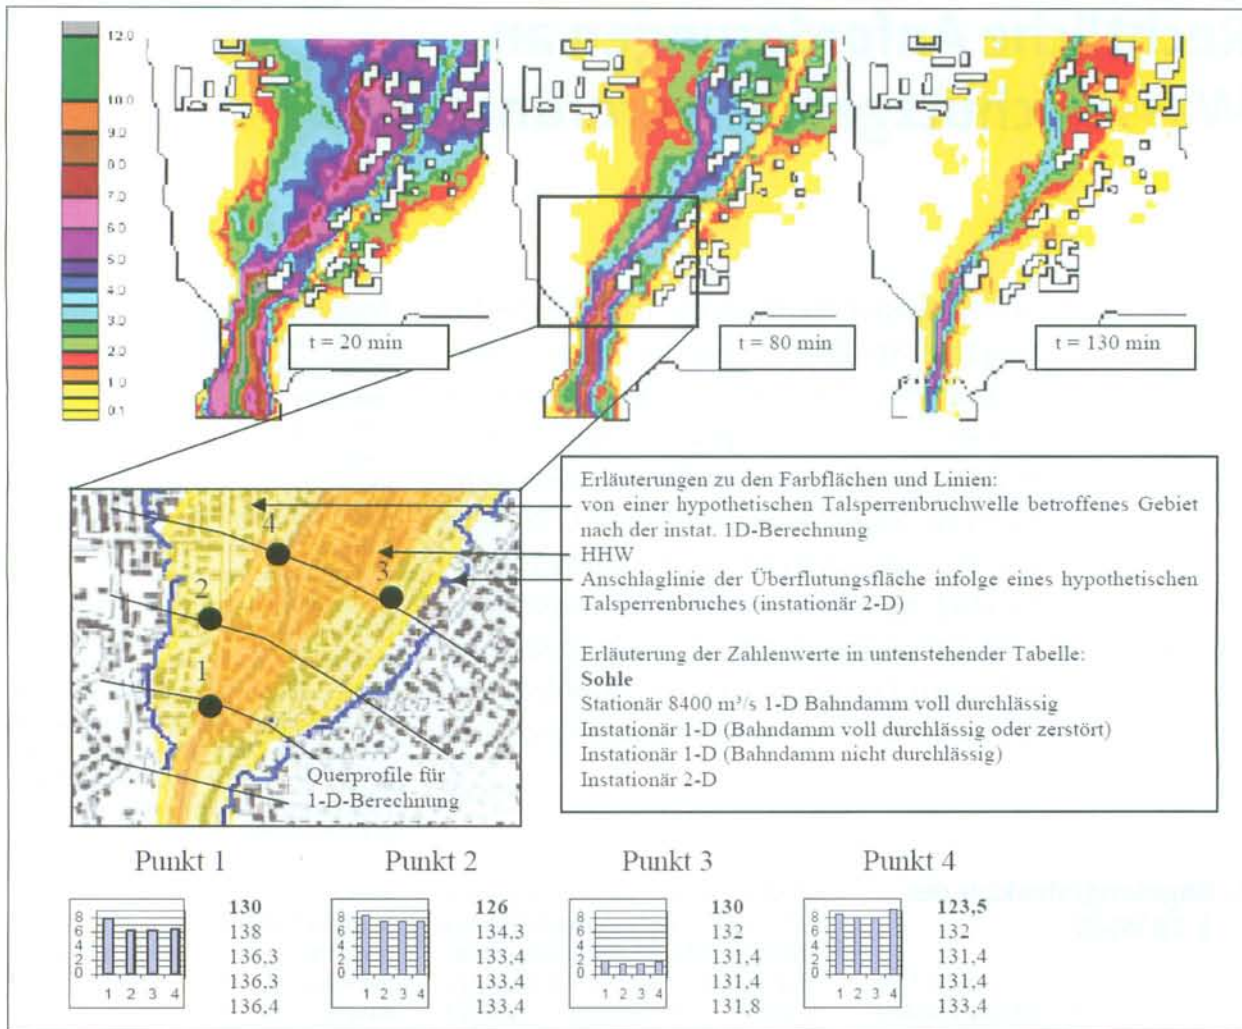 12.0
10.0
9.0
8.0
7.0
6.0
5.0
4.0
3.0
2.0
1.0
0.1
t = 20 min
t = 80 min
t = 130 min
Erläuterungen zu den Farbflächen und Linien:
von einer hypothetischen Talsperrenbruchwelle betroffenes Gebiet
nach der instat. 1D-Berechnung
HHW
Anschlaglinie der Überflutungsfläche infolge eines hypothetischen
Talsperrenbruches (instationär 2-D)
Erläuterung der Zahlenwerte in untenstehender Tabelle:
Sohle
Stationär 8400 m³/s 1-D Bahndamm voll durchlässig
Instationär 1-D (Bahndamm voll durchlässig oder zerstört)
Instationär 1-D (Bahndamm nicht durchlässig)
Instationär 2-D
4
3
2
1
Querprofile für
1-D-Berechnung
Punkt 1
Punkt 2
Punkt 3
Punkt 4
8
6
4
2
0
1 2 3 4
130
138
136.3
136.3
136.4
8
6
4
2
0
1 2 3 4
126
134,3
133,4
133.4
133.4
8
6
4
2
0
1 2 3 4
130
132
131,4
131.4
131,8
8
6
4
2
0
1 2 3 4
123,5
132
131,4
131,4
133,4